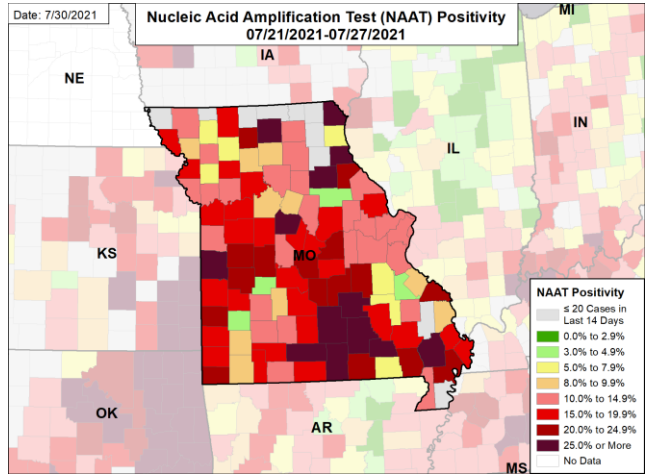 Date: 7/30/2021
Nucleic Acid Amplification Test (NAAT) Positivity
07/21/2021-07/27/2021
MI
IA
NE
IN
IL
KS
MO
OK
AR
MS
NAAT Positivity
≤ 20 Cases in
Last 14 Days
0.0% to 2.9%
3.0% to 4.9%
5.0% to 7.9%
8.0% to 9.9%
10.0% to 14.9%
15.0% to 19.9%
20.0% to 24.9%
25.0% or More
No Data